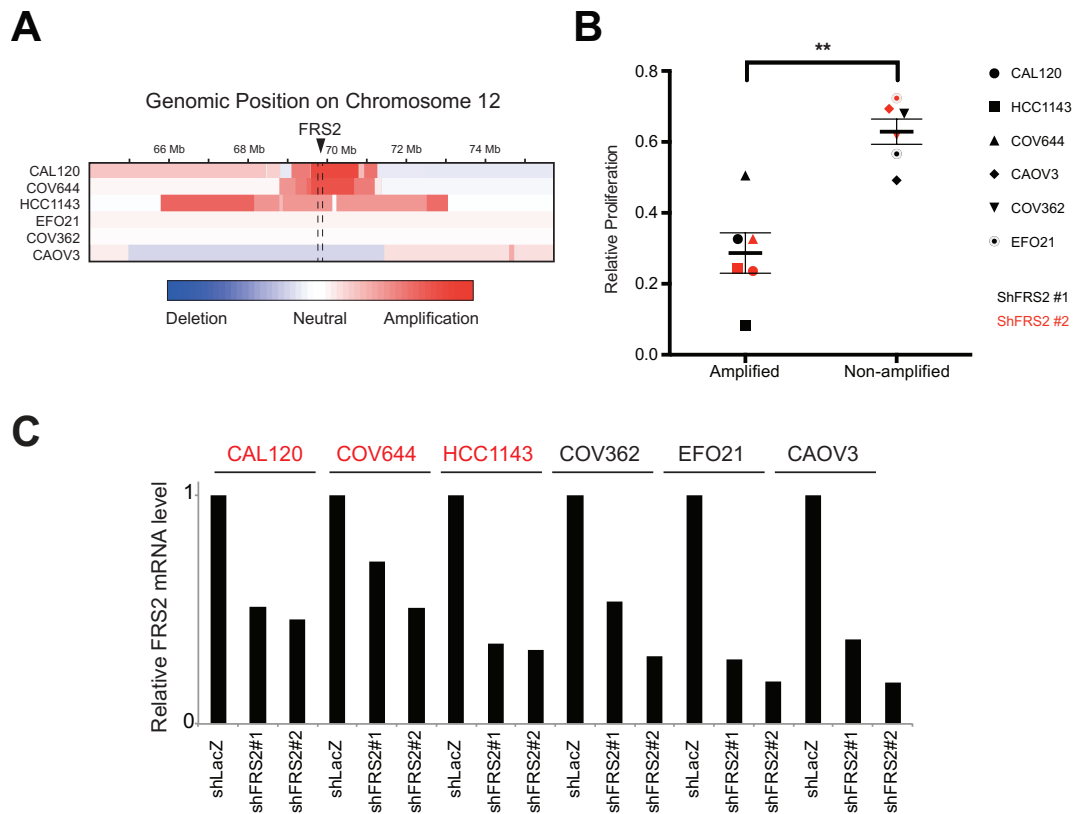 A
Genomic Position on Chromosome 12
FRS2
66 Mb 68 Mb 70 Mb 72 Mb 74 Mb
CAL120
COV644
HCC1143
EFO21
COV362
CAOV3
Deletion Neutral Amplification
B
**
Relative Proliferation
0.8
0.6
0.4
0.2
0.0
Amplified Non-amplified
CAL120
HCC1143
COV644
CAOV3
COV362
EFO21
ShFRS2 #1
ShFRS2 #2
C
CAL120 COV644 HCC1143 COV362 EFO21 CAOV3
Relative FRS2 mRNA level
1
0
shLacZ
shFRS2#1
shFRS2#2
shLacZ
shFRS2#1
shFRS2#2
shLacZ
shFRS2#1
shFRS2#2
shLacZ
shFRS2#1
shFRS2#2
shLacZ
shFRS2#1
shFRS2#2
shLacZ
shFRS2#1
shFRS2#2